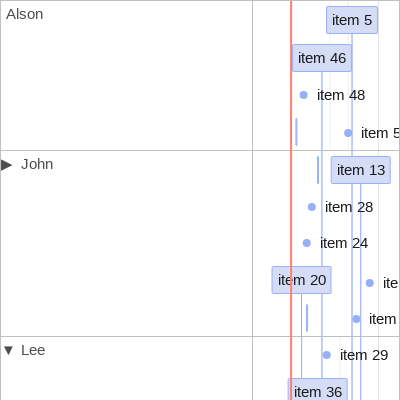 Alson
item 5
item 46
item 48
item 5
▶ John
item 13
item 28
item 24
item 20
ite
item
▼ Lee
item 29
item 36